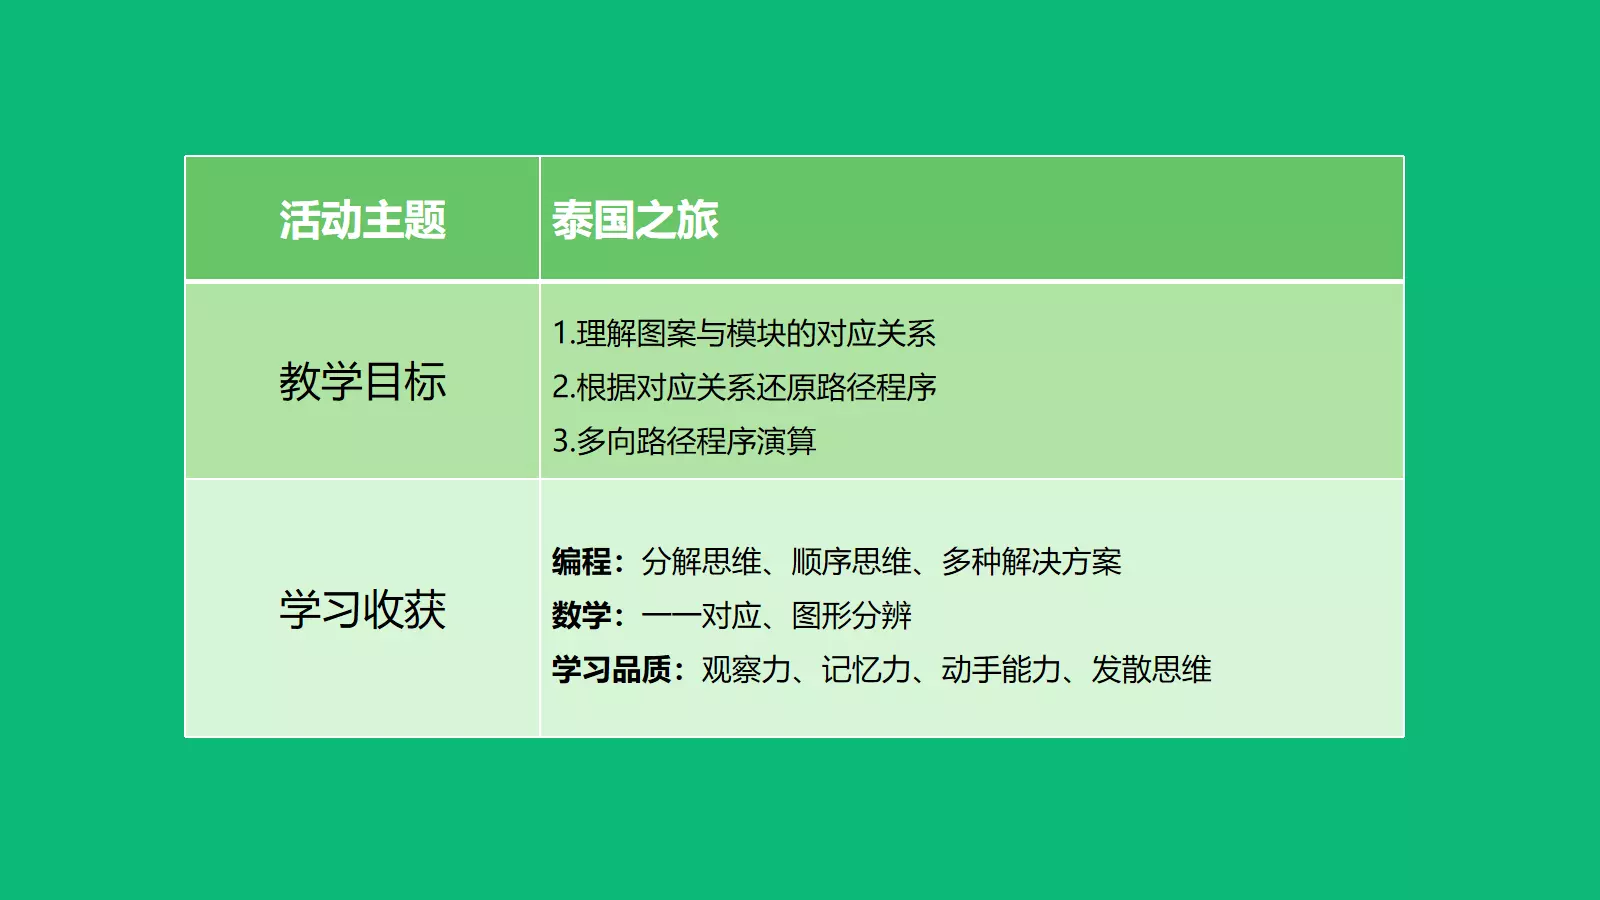 活动主题
泰国之旅
教学目标
1.理解图案与模块的对应关系
2.根据对应关系还原路径程序
3.多向路径程序演算
学习收获
编程：分解思维、顺序思维、多种解决方案
数学：一一对应、图形分辨
学习品质：观察力、记忆力、动手能力、发散思维